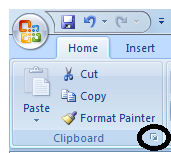 Home Insert
Cut
Copy
Paste
Format Painter
Clipboard